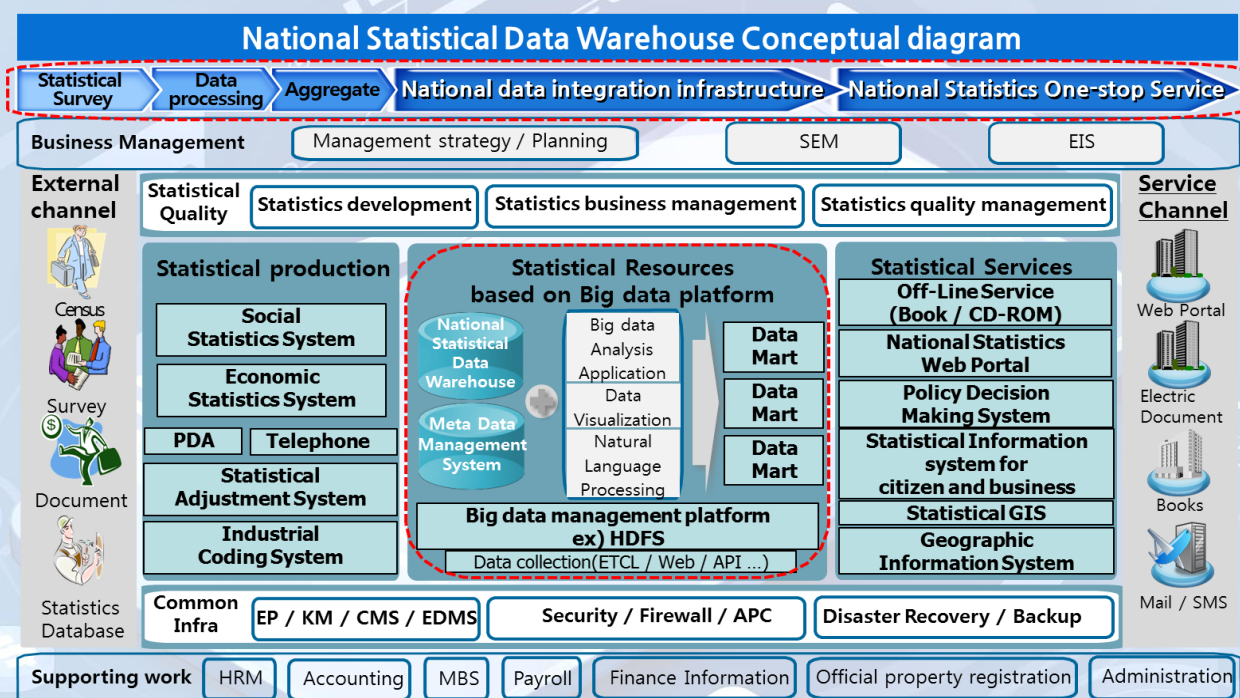 National Statistical Data Warehouse Conceptual diagram
Statistical
Survey
Data
processing
Aggregate
National data integration infrastructure
National Statistics One-stop Service
Business Management
Management strategy / Planning
SEM
EIS
External
channel
Census
Survey
$
Document
Statistics
Database
Statistical
Quality
Statistics development
Statistics business management
Statistics quality management
Statistical production
Social
Statistics System
Economic
Statistics System
PDA
Telephone
Statistical
Adjustment System
Industrial
Coding System
Statistical Resources
based on Big data platform
National
Statistical
Data
Warehouse
Meta Data
Management
System
Big data
Analysis
Application
Data
Visualization
Natural
Language
Processing
Data
Mart
Data
Mart
Data
Mart
Big data management platform
ex) HDFS
Data collection(ETCL / Web / API ...)
Statistical Services
Off-Line Service
(Book / CD-ROM)
National Statistics
Web Portal
Policy Decision
Making System
Statistical Information
system for
citizen and business
Statistical GIS
Geographic
Information System
Service
Channel
Web Portal
Electric
Document
Books
Mail / SMS
Common
Infra
EP / KM / CMS / EDMS
Security / Firewall / APC
Disaster Recovery / Backup
Supporting work
HRM
Accounting
MBS
Payroll
Finance Information
Official property registration
Administration